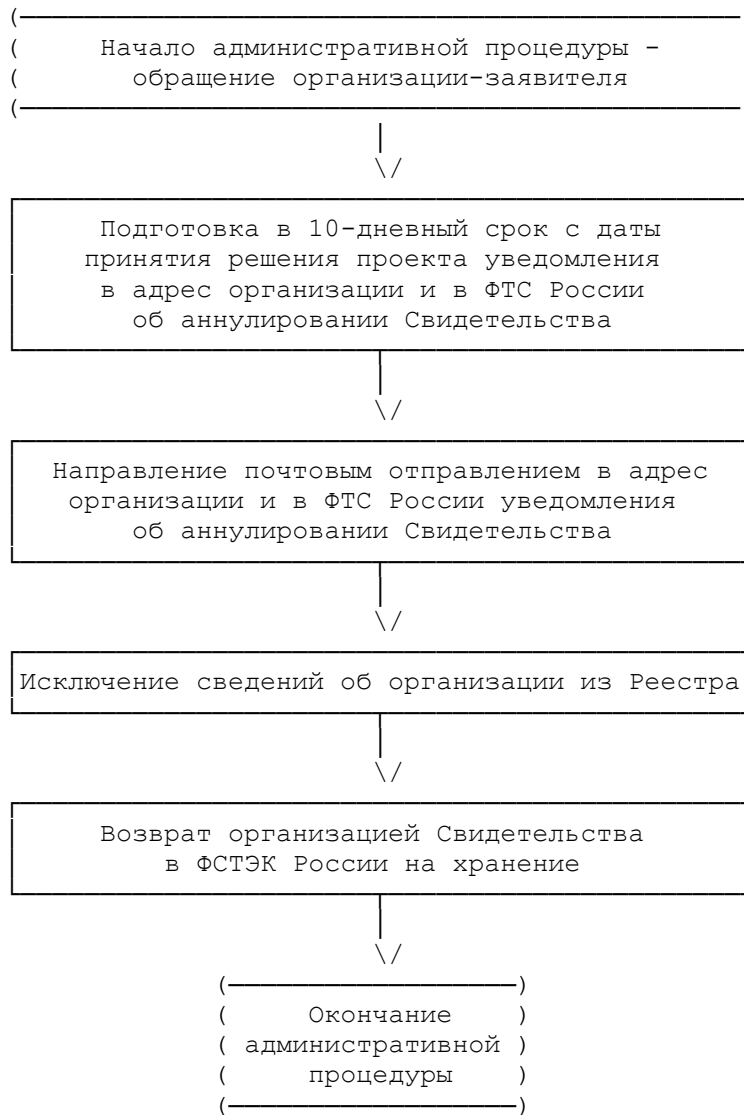 Начало административной процедуры -
обращение организации-заявителя
Подготовка в 10-дневный срок с даты
принятия решения проекта уведомления
в адрес организации и в ФТС России
об аннулировании Свидетельства
Направление почтовым отправлением в адрес
организации и в ФТС России уведомления
об аннулировании Свидетельства
Исключение сведений об организации из Реестра
Возврат организацией Свидетельства
в ФСТЭК России на хранение
Окончание
административной
процедуры